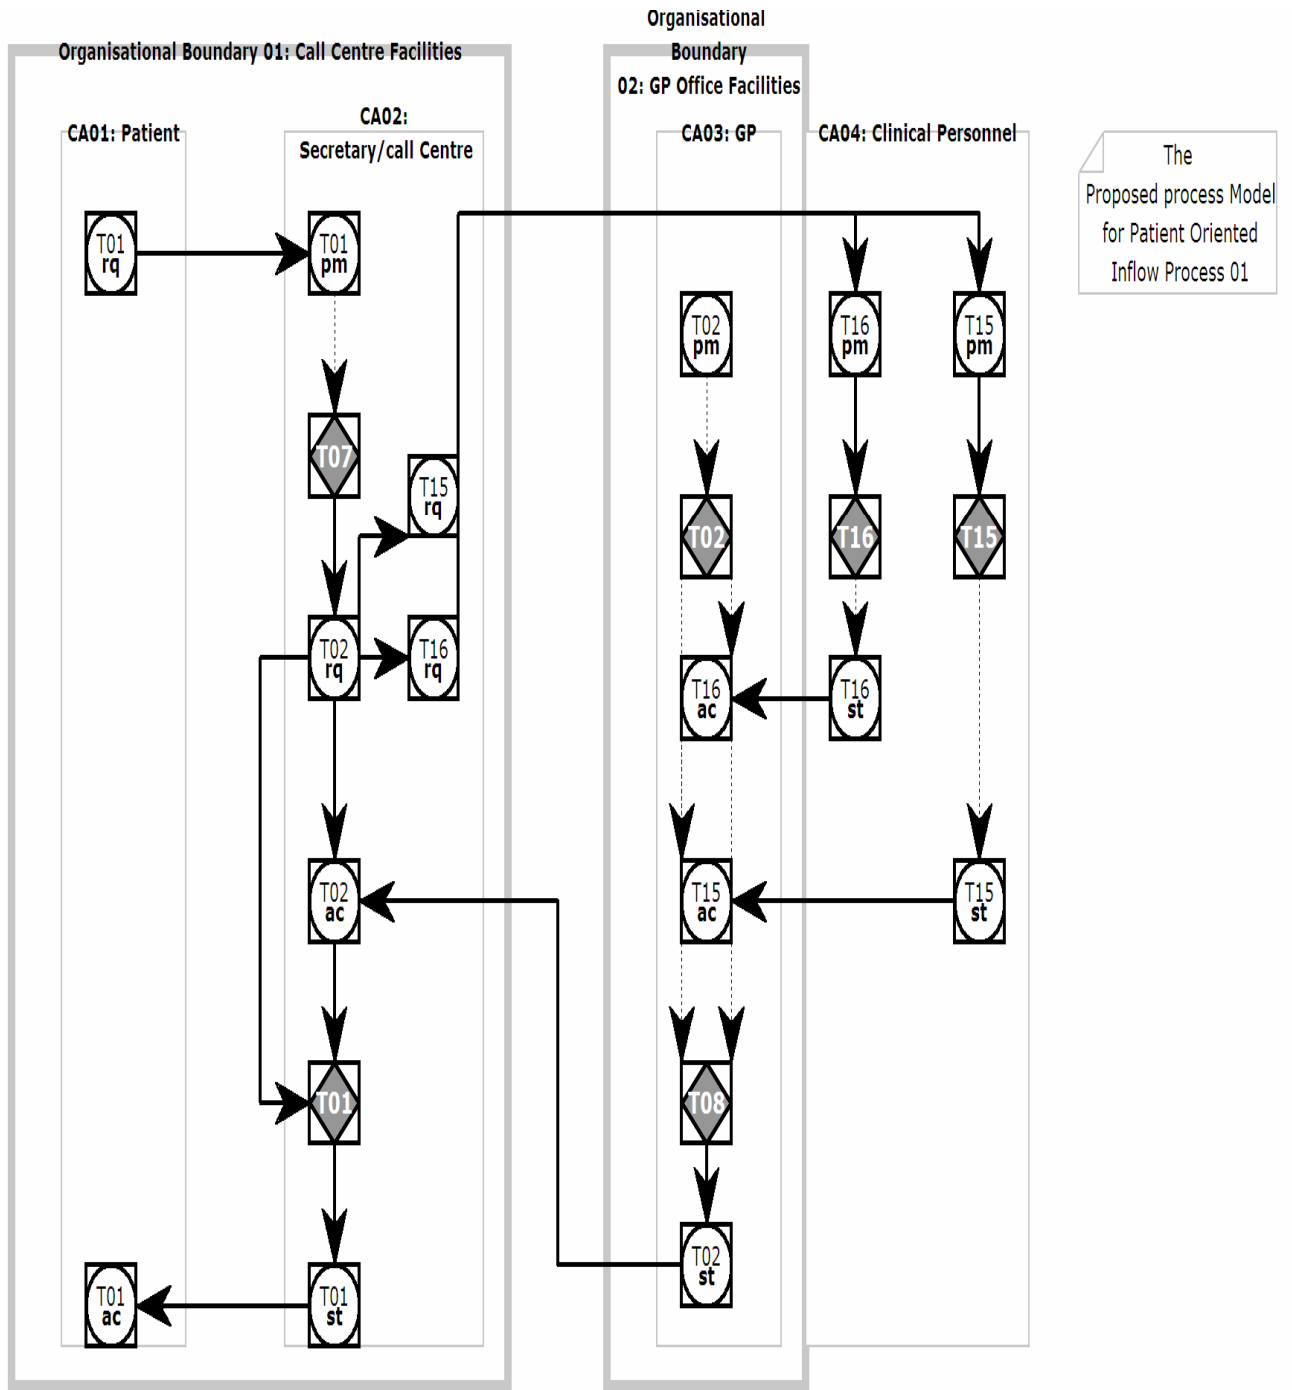 Organisational
Boundary
02: GP Office Facilities
Organisational Boundary 01: Call Centre Facilities
CA01: Patient
CA02:
Secretary/call Centre
CA03: GP
CA04: Clinical Personnel
The
Proposed process Model
for Patient Oriented
Inflow Process 01
T01
rq
T01
pm
T02
pm
T16
pm
T15
pm
T07
T15
rq
T02
T16
T15
T02
rq
T16
rq
T16
ac
T16
st
T02
ac
T15
ac
T15
st
T01
T08
T02
st
T01
ac
T01
st